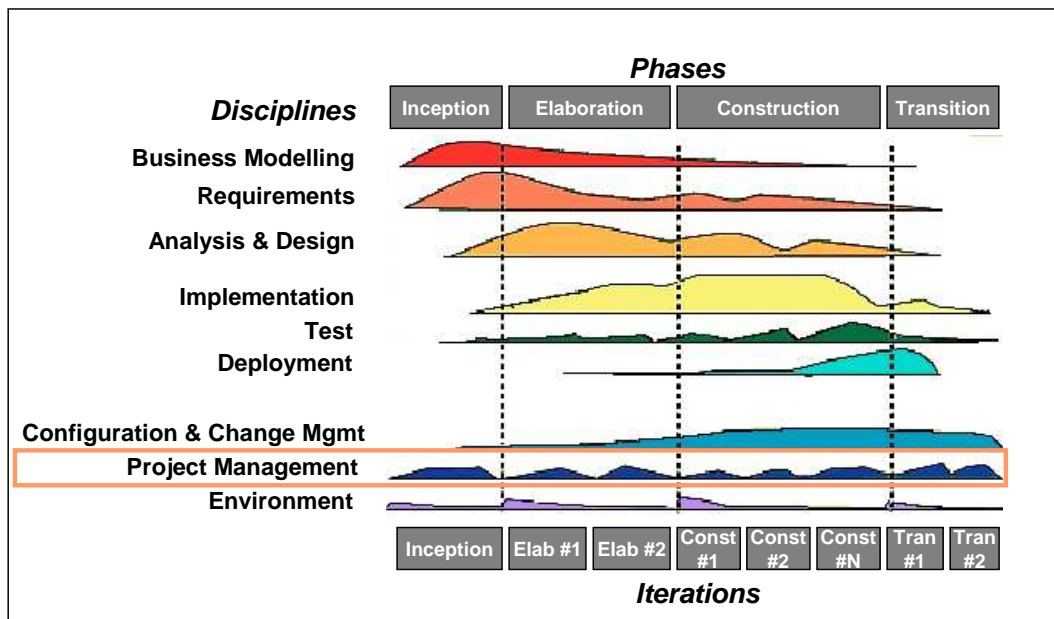 Phases
Disciplines
Inception
Elaboration
Construction
Transition
Business Modelling
Requirements
Analysis & Design
Implementation
Test
Deployment
Configuration & Change Mgmt
Project Management
Environment
Inception
Elab #1
Elab #2
Const
#1
Const
#2
Const
#N
Tran
#1
Tran
#2
Iterations